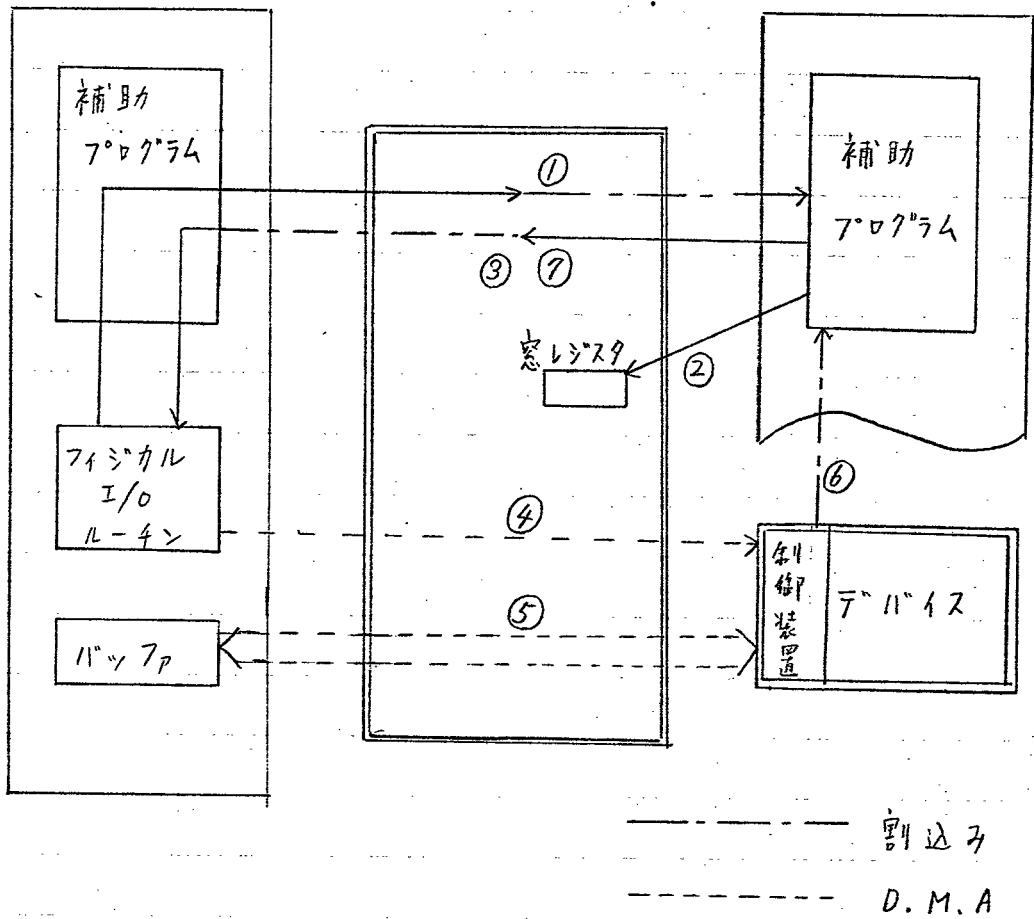 補助
プログラム
フィジカル
I/O
ルーチン
バッファ
①
③ ⑦
窓レジスタ
②
④
⑤
補助
プログラム
⑥
制御装置
デバイス
割込み
D.M.A